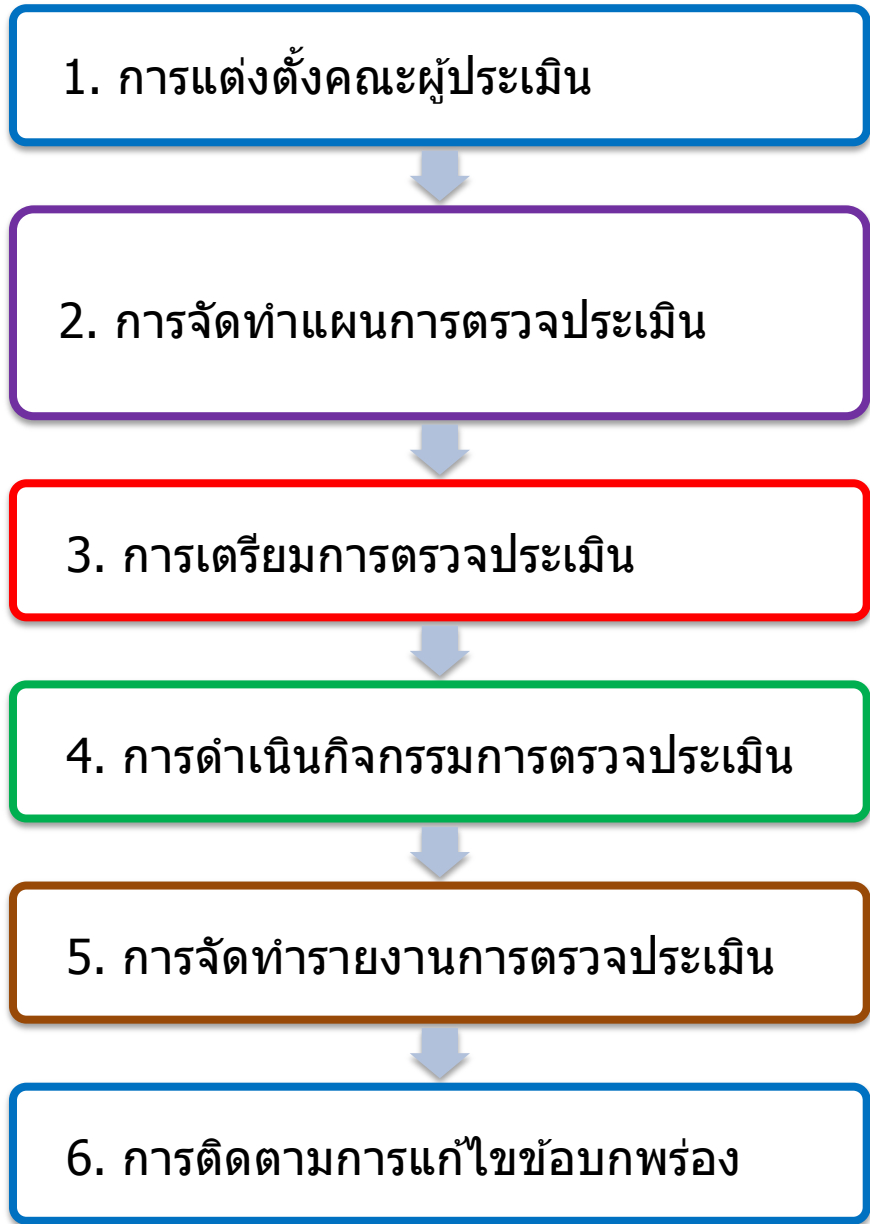 1. การแต่งตั้งคณะผู้ประเมิน
2. การจัดทำแผนการตรวจประเมิน
3. การเตรียมการตรวจประเมิน
4. การดำเนินกิจกรรมการตรวจประเมิน
5. การจัดทำรายงานการตรวจประเมิน
6. การติดตามการแก้ไขข้อบกพร่อง